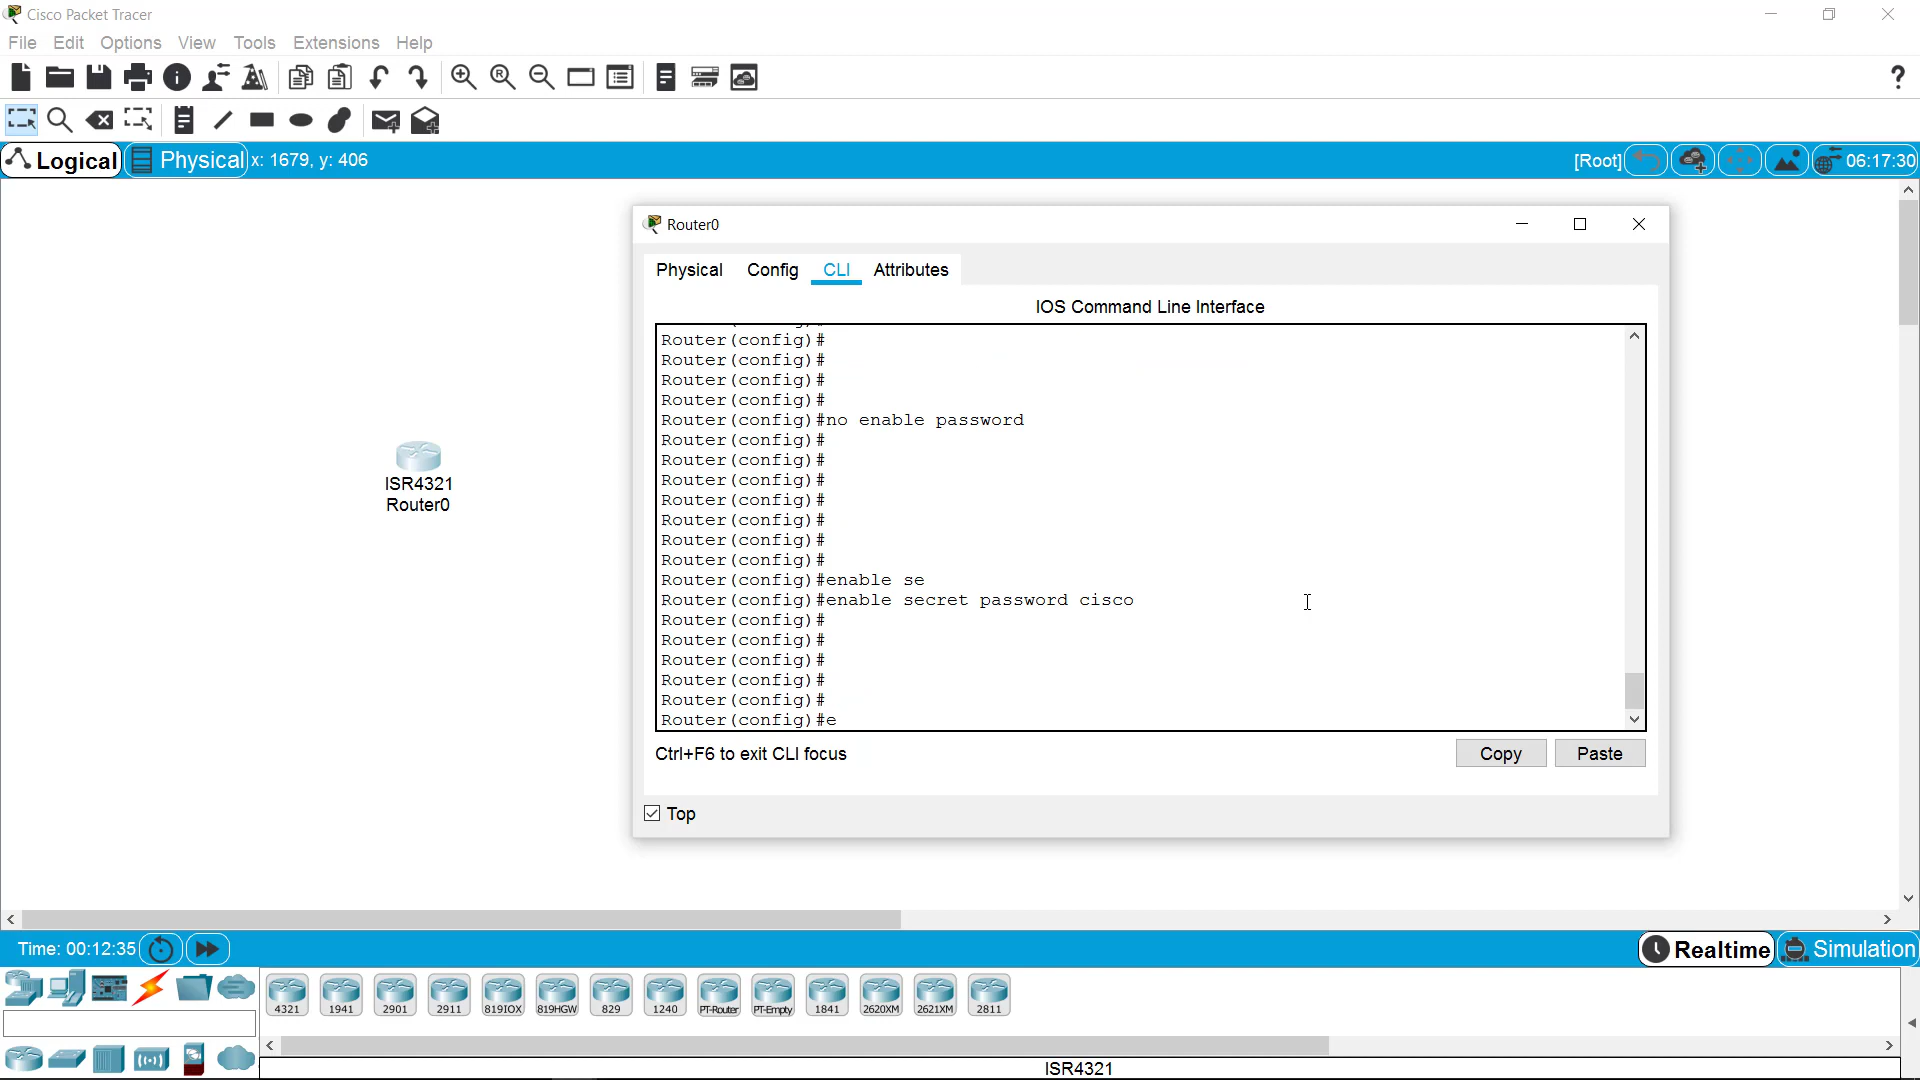 Cisco Packet Tracer
File Edit Options View Tools Extensions Help
Logical Physical x: 1679, y: 406 [Root] 06:17:30
ISR4321
Router0
Router0
Physical Config CLI Attributes
IOS Command Line Interface
Router(config)#
Router(config)#
Router(config)#
Router(config)#
Router(config)#no enable password
Router(config)#
Router(config)#
Router(config)#
Router(config)#
Router(config)#
Router(config)#
Router(config)#
Router(config)#enable se
Router(config)#enable secret password cisco
Router(config)#
Router(config)#
Router(config)#
Router(config)#
Router(config)#
Router(config)#e
Ctrl+F6 to exit CLI focus
Copy Paste
Top
Time: 00:12:35 Realtime Simulation
4321 1941 2901 2911 819IOX 819HGW 829 1240 PT-Router PT-Empty 1841 2620XM 2621XM 2811
ISR4321